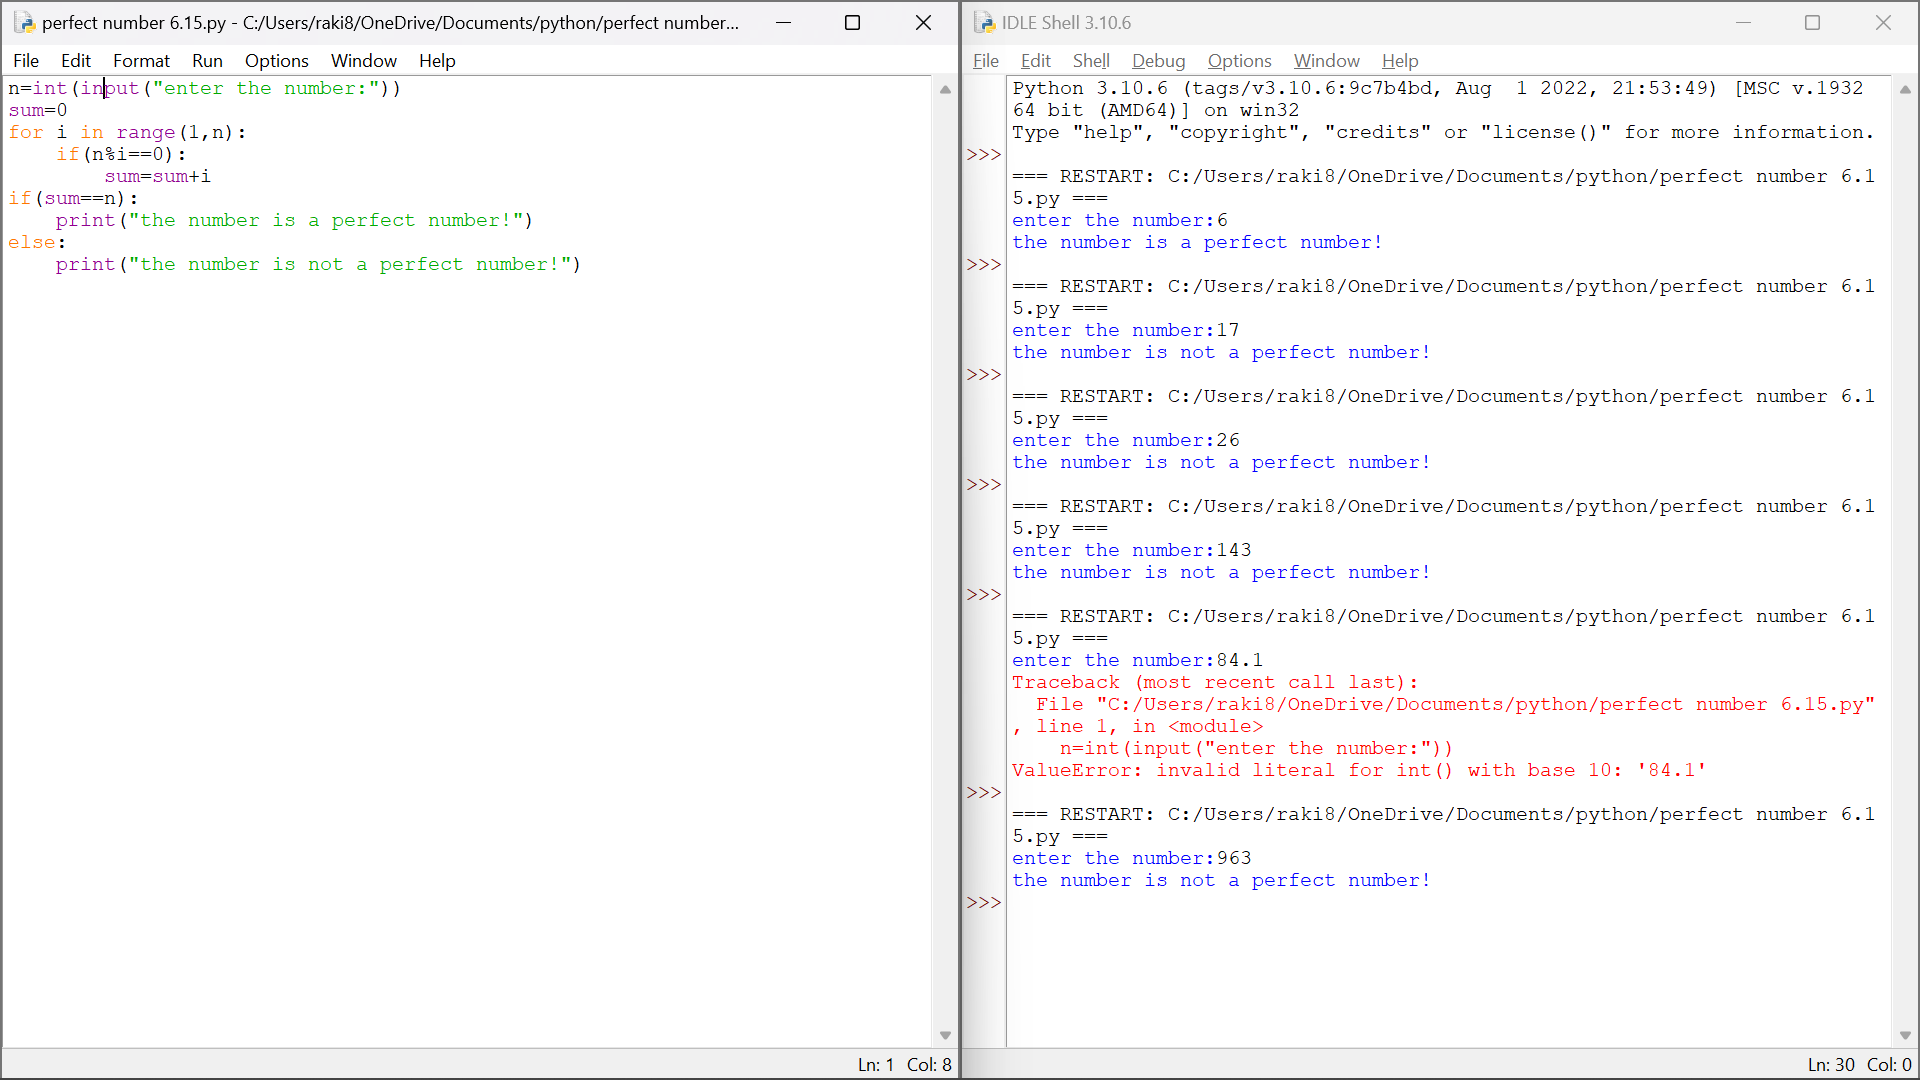 perfect number 6.15.py - C:/Users/raki8/OneDrive/Documents/python/perfect number...
File Edit Format Run Options Window Help
n=int(input("enter the number:"))
sum=0
for i in range(1,n):
    if(n%i==0):
        sum=sum+i
if(sum==n):
    print("the number is a perfect number!")
else:
    print("the number is not a perfect number!")
Ln: 1 Col: 8
IDLE Shell 3.10.6
File Edit Shell Debug Options Window Help
Python 3.10.6 (tags/v3.10.6:9c7b4bd, Aug  1 2022, 21:53:49) [MSC v.1932
64 bit (AMD64)] on win32
Type "help", "copyright", "credits" or "license()" for more information.
>>>
=== RESTART: C:/Users/raki8/OneDrive/Documents/python/perfect number 6.1
5.py ===
enter the number:6
the number is a perfect number!
>>>
=== RESTART: C:/Users/raki8/OneDrive/Documents/python/perfect number 6.1
5.py ===
enter the number:17
the number is not a perfect number!
>>>
=== RESTART: C:/Users/raki8/OneDrive/Documents/python/perfect number 6.1
5.py ===
enter the number:26
the number is not a perfect number!
>>>
=== RESTART: C:/Users/raki8/OneDrive/Documents/python/perfect number 6.1
5.py ===
enter the number:143
the number is not a perfect number!
>>>
=== RESTART: C:/Users/raki8/OneDrive/Documents/python/perfect number 6.1
5.py ===
enter the number:84.1
Traceback (most recent call last):
  File "C:/Users/raki8/OneDrive/Documents/python/perfect number 6.15.py"
, line 1, in <module>
    n=int(input("enter the number:"))
ValueError: invalid literal for int() with base 10: '84.1'
>>>
=== RESTART: C:/Users/raki8/OneDrive/Documents/python/perfect number 6.1
5.py ===
enter the number:963
the number is not a perfect number!
>>>
Ln: 30 Col: 0